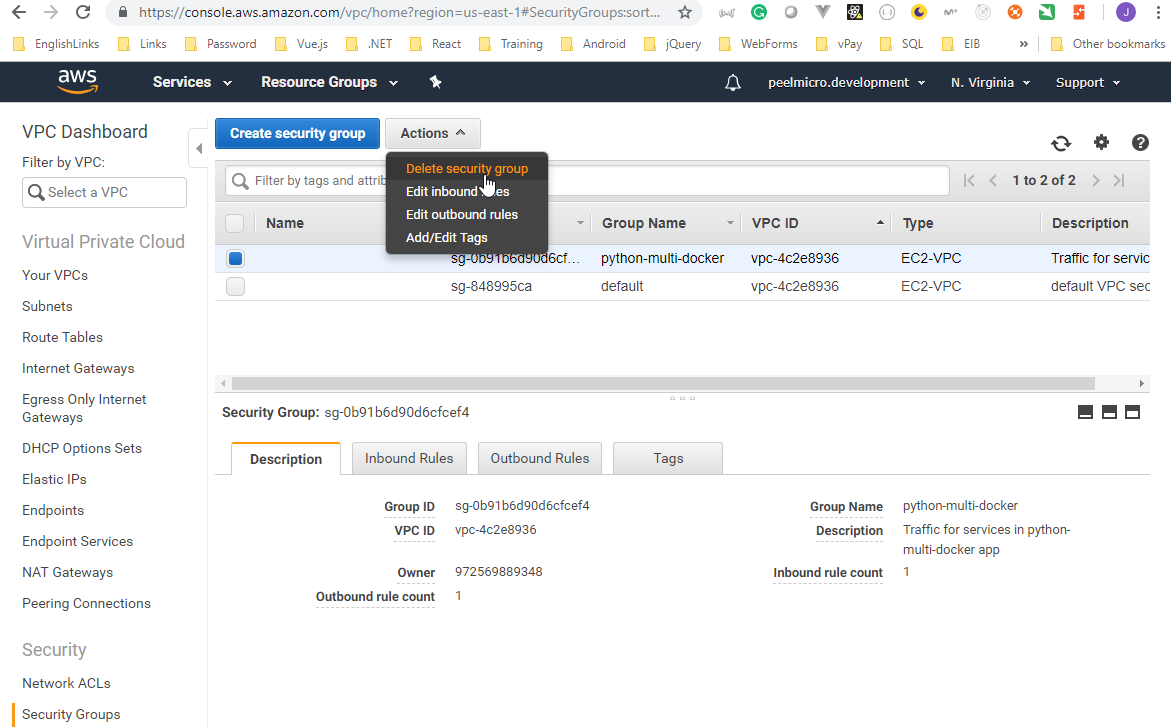 https://console.aws.amazon.com/vpc/home?region=us-east-1#SecurityGroups:sort...
EnglishLinks Links Password Vue.js .NET React Training Android jQuery WebForms vPay SQL EIB » Other bookmarks
aws Services Resource Groups peelmicro.development N. Virginia Support
VPC Dashboard
Filter by VPC:
Select a VPC
Virtual Private Cloud
Your VPCs
Subnets
Route Tables
Internet Gateways
Egress Only Internet
Gateways
DHCP Options Sets
Elastic IPs
Endpoints
Endpoint Services
NAT Gateways
Peering Connections
Security
Network ACLs
Security Groups
Create security group Actions
Delete security group
Edit inbound rules
Edit outbound rules
Add/Edit Tags
Filter by tags and attrib
1 to 2 of 2
Name Group Name VPC ID Type Description
sg-0b91b6d90d6cf... python-multi-docker vpc-4c2e8936 EC2-VPC Traffic for servic
sg-848995ca default vpc-4c2e8936 EC2-VPC default VPC sec
Security Group: sg-0b91b6d90d6cfcef4
Description Inbound Rules Outbound Rules Tags
Group ID sg-0b91b6d90d6cfcef4 Group Name python-multi-docker
VPC ID vpc-4c2e8936 Description Traffic for services in python-
multi-docker app
Owner 972569889348 Inbound rule count 1
Outbound rule count 1